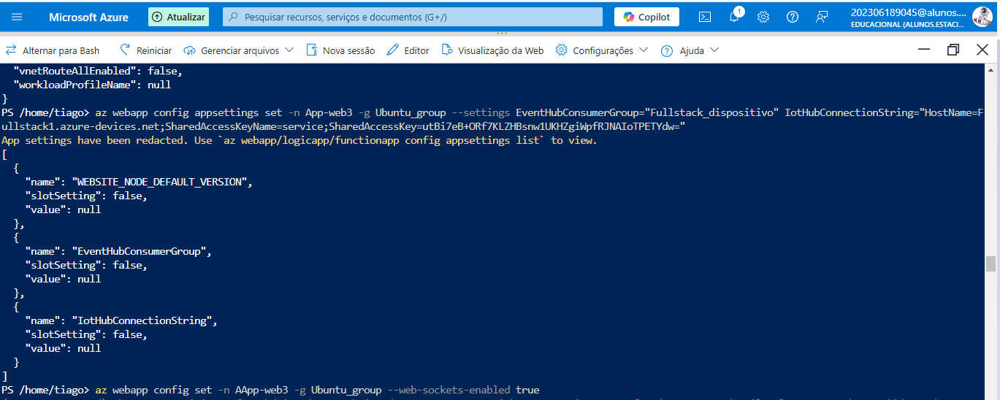 Microsoft Azure Atualizar Pesquisar recursos, serviços e documentos (G+/) Copilot 1 202306189045@alunos....
EDUCACIONAL (ALUNOS.ESTACI...
Alternar para Bash Reiniciar Gerenciar arquivos Nova sessão Editor Visualização da Web Configurações Ajuda
"vnetRouteAllEnabled": false,
"workloadProfileName": null
}
PS /home/tiago> az webapp config appsettings set -n App-web3 -g Ubuntu_group --settings EventHubConsumerGroup="Fullstack_dispositivo" IotHubConnectionString="HostName=F
ullstack1.azure-devices.net;SharedAccessKeyName=service;SharedAccessKey=utBi7eB+ORf7KLZHBsnw1UKHZgiWpfRJNAIoTPETYdw="
App settings have been redacted. Use `az webapp/logicapp/functionapp config appsettings list` to view.
[
{
"name": "WEBSITE_NODE_DEFAULT_VERSION",
"slotSetting": false,
"value": null
},
{
"name": "EventHubConsumerGroup",
"slotSetting": false,
"value": null
},
{
"name": "IotHubConnectionString",
"slotSetting": false,
"value": null
}
]
PS /home/tiago> az webapp config set -n AApp-web3 -g Ubuntu_group --web-sockets-enabled true